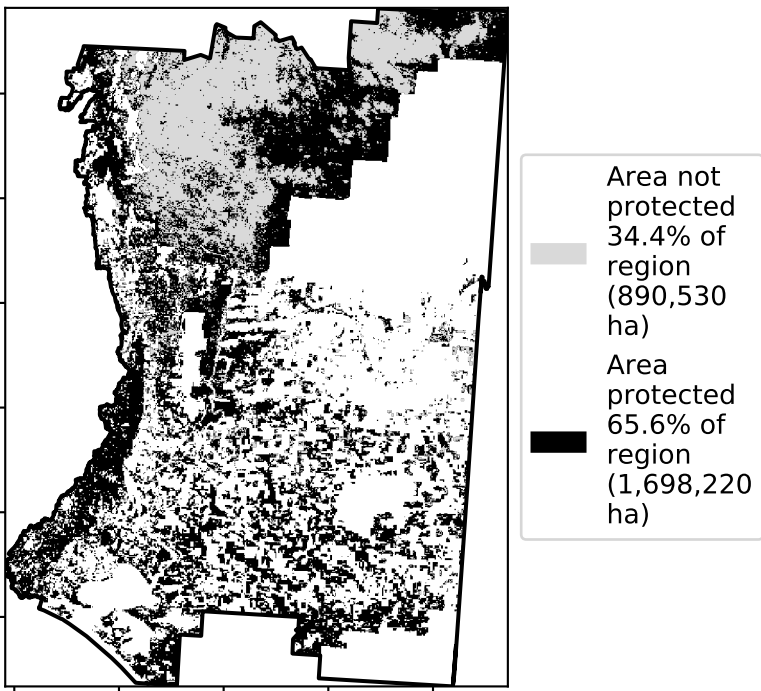 Area not
protected
34.4% of
region
(890,530
ha)
Area
protected
65.6% of
region
(1,698,220
ha)